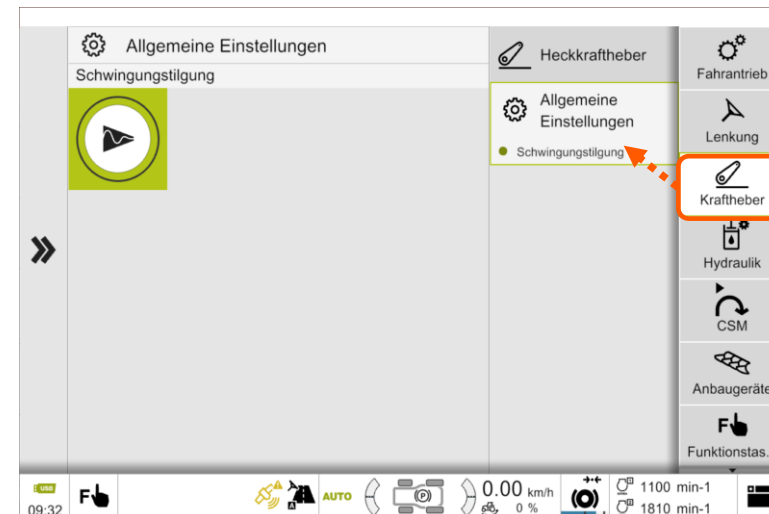 Allgemeine Einstellungen
Schwingungstilgung
Heckkraftheber
Allgemeine
Einstellungen
Schwingungstilgung
Fahrantrieb
Lenkung
Kraftheber
Hydraulik
CSM
Anbaugeräte
F
Funktionstas..
USB
09:32
F
A
AUTO
P
0.00 km/h
0 %
1100 min-1
1810 min-1